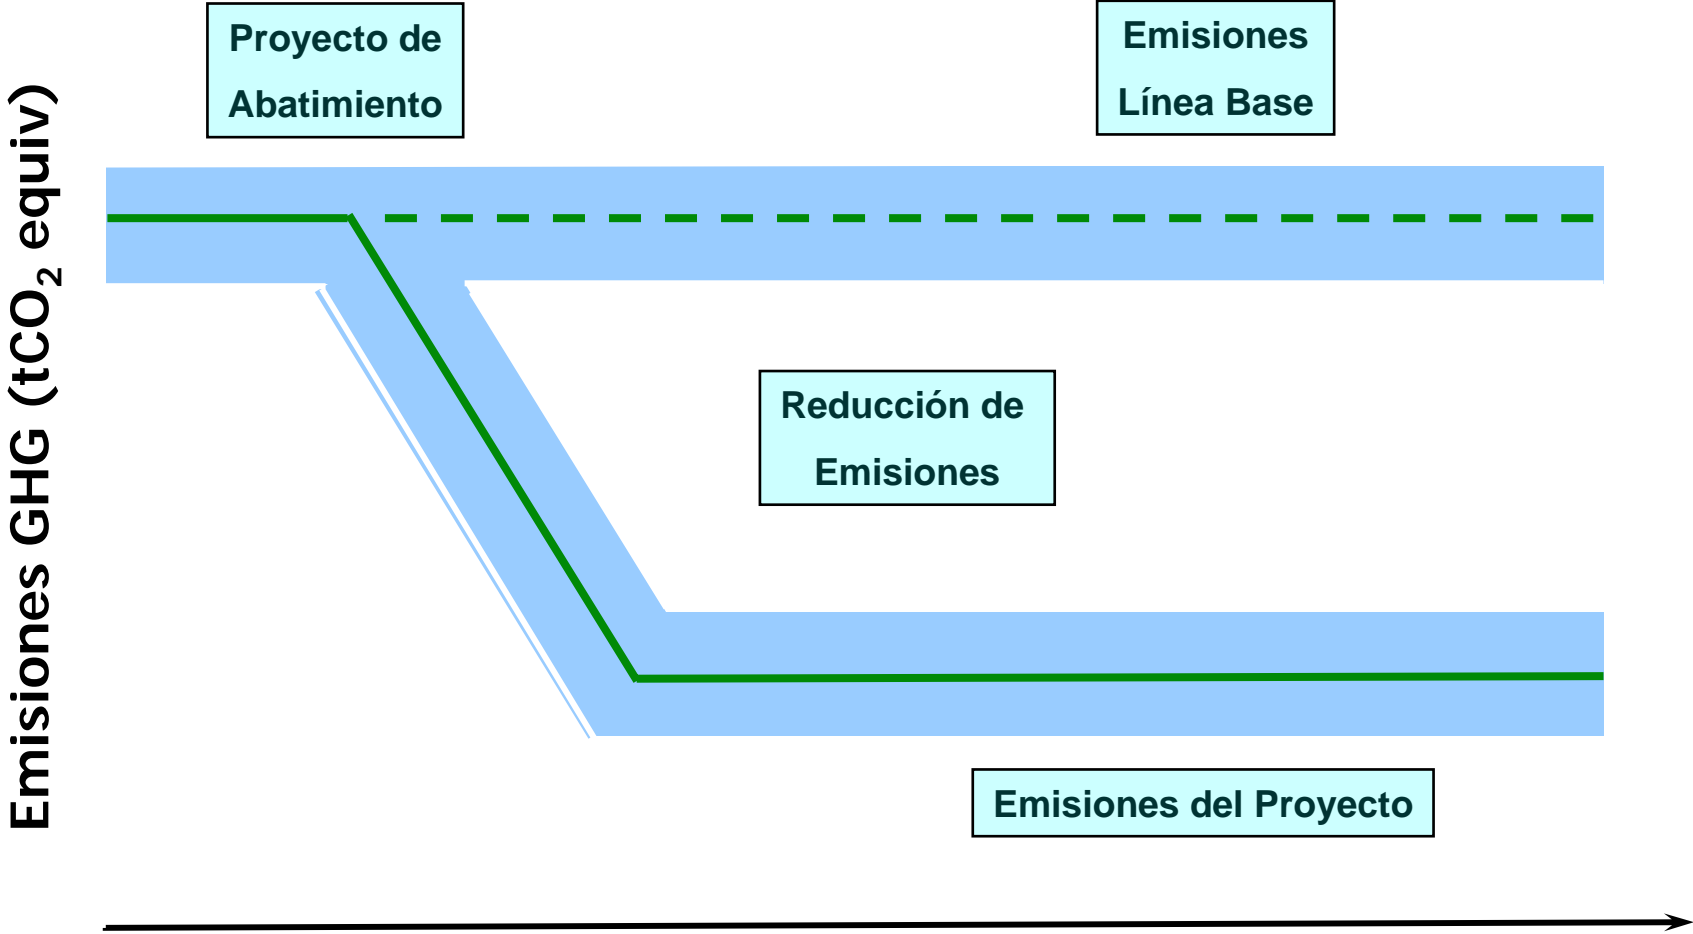 Proyecto de
Abatimiento
Emisiones
Línea Base
Emisiones GHG (tCO₂ equiv)
Reducción de
Emisiones
Emisiones del Proyecto